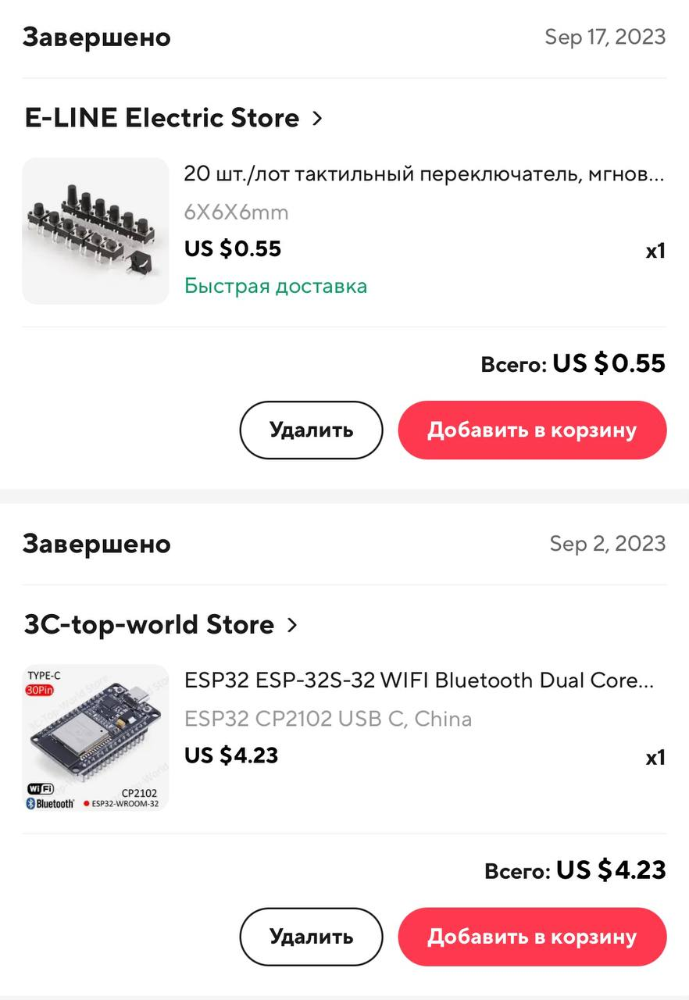 Завершено
Sep 17, 2023
E-LINE Electric Store
20 шт./лот тактильный переключатель, мгнов...
6X6X6mm
US $0.55
x1
Быстрая доставка
Всего: US $0.55
Удалить
Добавить в корзину
Завершено
Sep 2, 2023
3C-top-world Store
TYPE-C
30Pin
WiFi
Bluetooth
CP2102
ESP32-WROOM-32
ESP32 ESP-32S-32 WIFI Bluetooth Dual Core...
ESP32 CP2102 USB C, China
US $4.23
x1
Всего: US $4.23
Удалить
Добавить в корзину